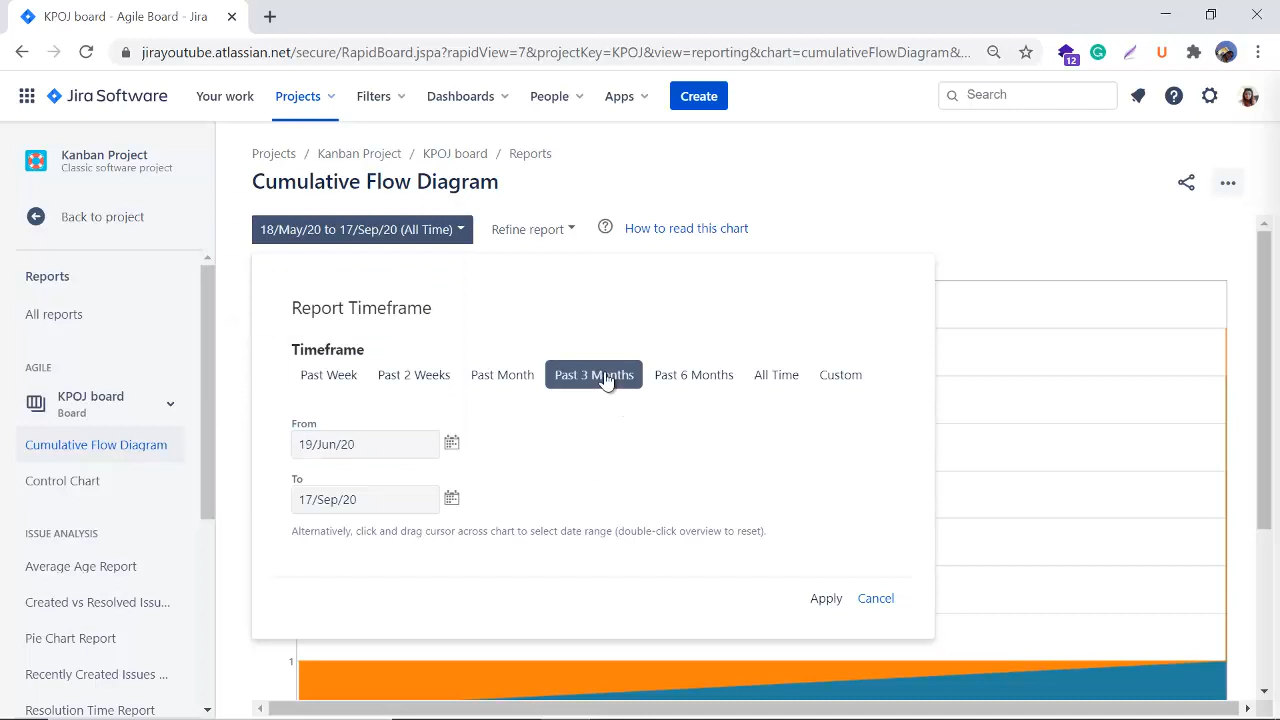 KPOJ board - Agile Board - Jira
jirayoutube.atlassian.net/secure/RapidBoard.jspa?rapidView=7&projectKey=KPOJ&view=reporting&chart=cumulativeFlowDiagram&...
12
Jira Software
Your work
Projects
Filters
Dashboards
People
Apps
Create
Search
Kanban Project
Classic software project
Back to project
Reports
All reports
AGILE
KPOJ board
Board
Cumulative Flow Diagram
Control Chart
ISSUE ANALYSIS
Average Age Report
Created vs Resolved Issu...
Pie Chart Report
Recently Created Issues ...
Resolution Time Report
Projects / Kanban Project / KPOJ board / Reports
Cumulative Flow Diagram
18/May/20 to 17/Sep/20 (All Time)
Refine report
How to read this chart
Report Timeframe
Timeframe
Past Week Past 2 Weeks Past Month Past 3 Months Past 6 Months All Time Custom
From
19/Jun/20
To
17/Sep/20
Alternatively, click and drag cursor across chart to select date range (double-click overview to reset).
Apply Cancel
1